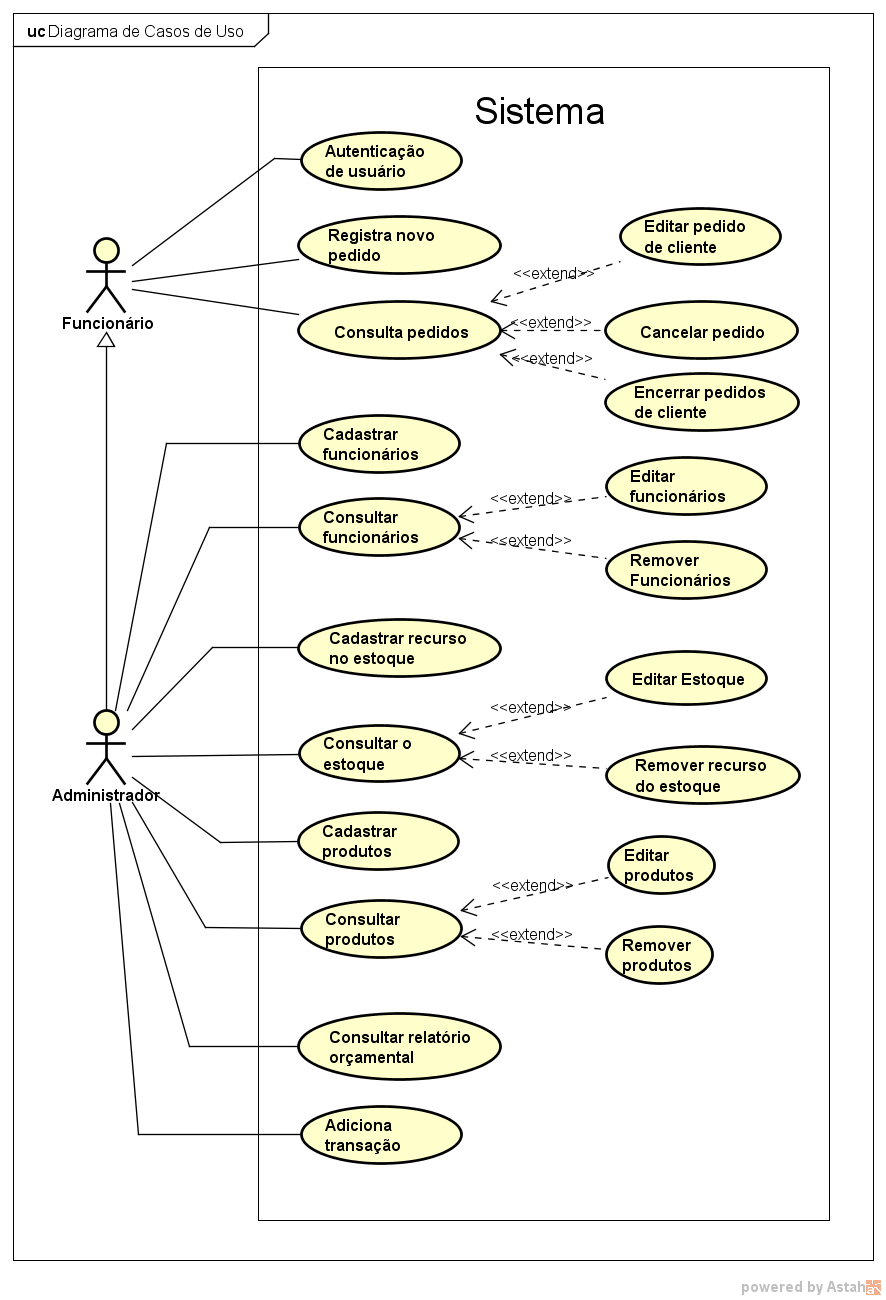 uc Diagrama de Casos de Uso
Sistema
Autenticação
de usuário
Registra novo
pedido
Editar pedido
de cliente
<<extend>>
Funcionário
Consulta pedidos
<<extend>>
Cancelar pedido
<<extend>>
Encerrar pedidos
de cliente
Cadastrar
funcionários
Consultar
funcionários
<<extend>>
Editar
funcionários
<<extend>>
Remover
Funcionários
Cadastrar recurso
no estoque
<<extend>>
Editar Estoque
Consultar o
estoque
<<extend>>
Remover recurso
do estoque
Administrador
Cadastrar
produtos
<<extend>>
Editar
produtos
Consultar
produtos
<<extend>>
Remover
produtos
Consultar relatório
orçamental
Adiciona
transação
powered by Astah